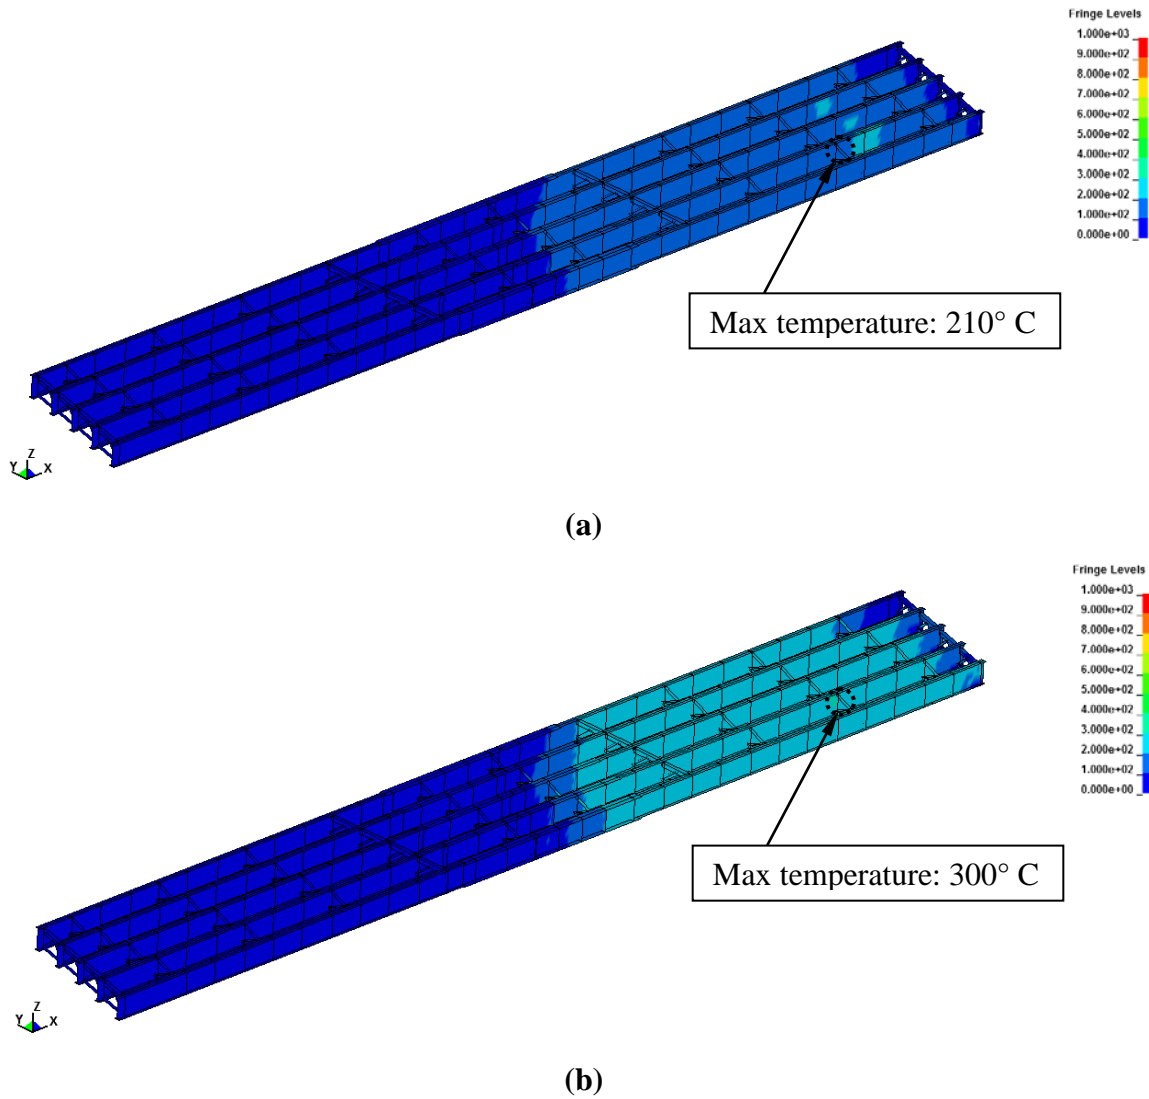 Fringe Levels
1.000e+03
9.000e+02
8.000e+02
7.000e+02
6.000e+02
5.000e+02
4.000e+02
3.000e+02
2.000e+02
1.000e+02
0.000e+00
Max temperature: 210° C
Z
Y X
(a)
Fringe Levels
1.000e+03
9.000e+02
8.000e+02
7.000e+02
6.000e+02
5.000e+02
4.000e+02
3.000e+02
2.000e+02
1.000e+02
0.000e+00
Max temperature: 300° C
Z
Y X
(b)